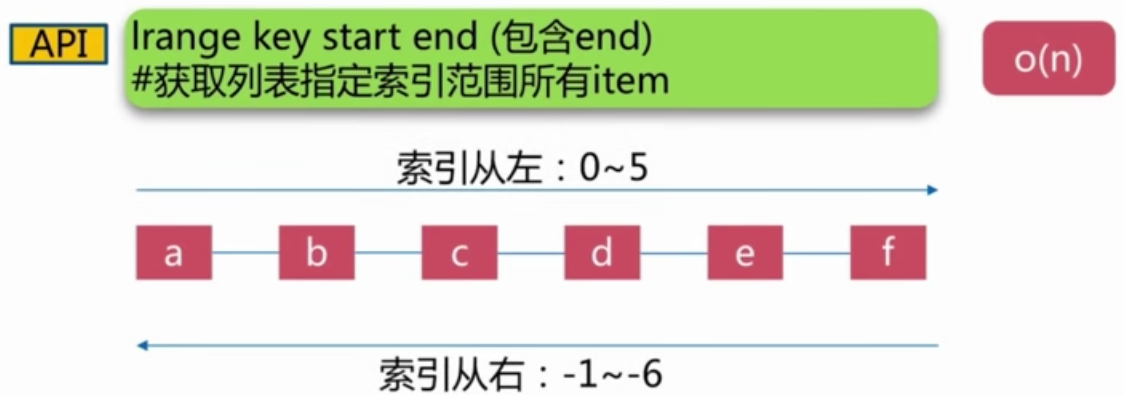 API
lrange key start end (包含end)
#获取列表指定索引范围所有item
o(n)
索引从左：0~5
a b c d e f
索引从右：-1~-6